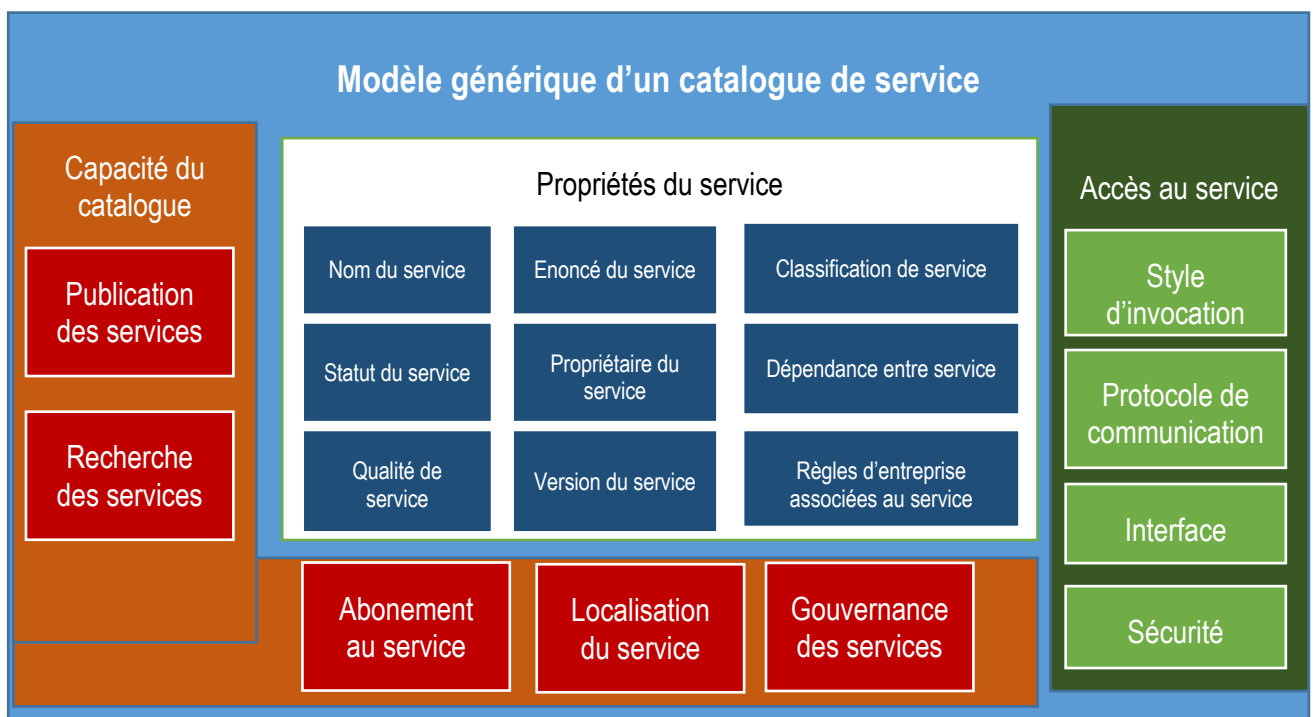 Modèle générique d’un catalogue de service
Capacité du
catalogue
Publication
des services
Recherche
des services
Propriétés du service
Nom du service
Enoncé du service
Classification de service
Statut du service
Propriétaire du
service
Dépendance entre service
Qualité de
service
Version du service
Règles d’entreprise
associées au service
Abonement
au service
Localisation
du service
Gouvernance
des services
Accès au service
Style
d’invocation
Protocole de
communication
Interface
Sécurité